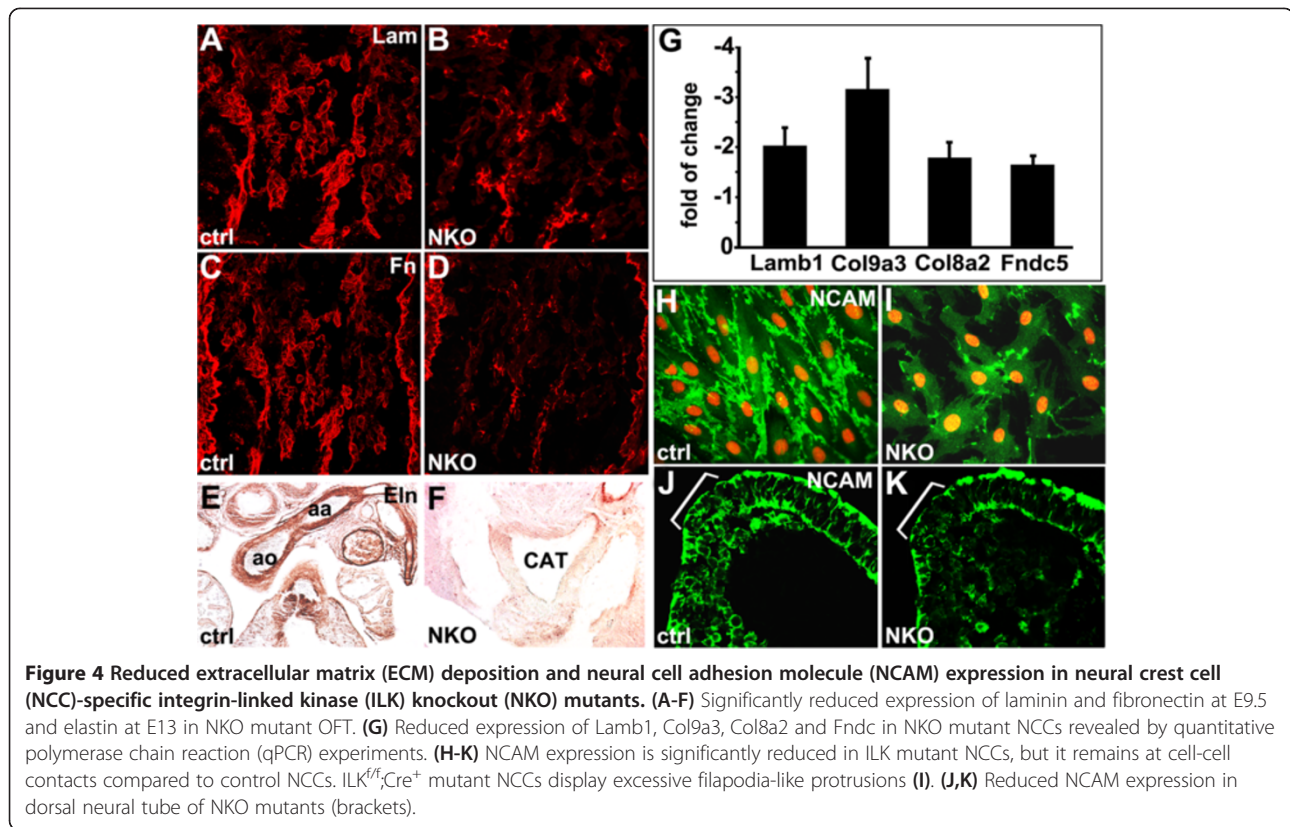 A Lam
ctrl
B
NKO
C Fn
ctrl
D
NKO
E Eln
aa
ao
ctrl
F
CAT
NKO
G
fold of change
-4
-3
-2
-1
0
Lamb1 Col9a3 Col8a2 Fndc5
H NCAM
ctrl
I
NKO
J NCAM
ctrl
K
NKO
Figure 4 Reduced extracellular matrix (ECM) deposition and neural cell adhesion molecule (NCAM) expression in neural crest cell
(NCC)-specific integrin-linked kinase (ILK) knockout (NKO) mutants. (A-F) Significantly reduced expression of laminin and fibronectin at E9.5
and elastin at E13 in NKO mutant OFT. (G) Reduced expression of Lamb1, Col9a3, Col8a2 and Fndc in NKO mutant NCCs revealed by quantitative
polymerase chain reaction (qPCR) experiments. (H-K) NCAM expression is significantly reduced in ILK mutant NCCs, but it remains at cell-cell
contacts compared to control NCCs. ILK^f/f;Cre^+ mutant NCCs display excessive filapodia-like protrusions (I). (J,K) Reduced NCAM expression in
dorsal neural tube of NKO mutants (brackets).